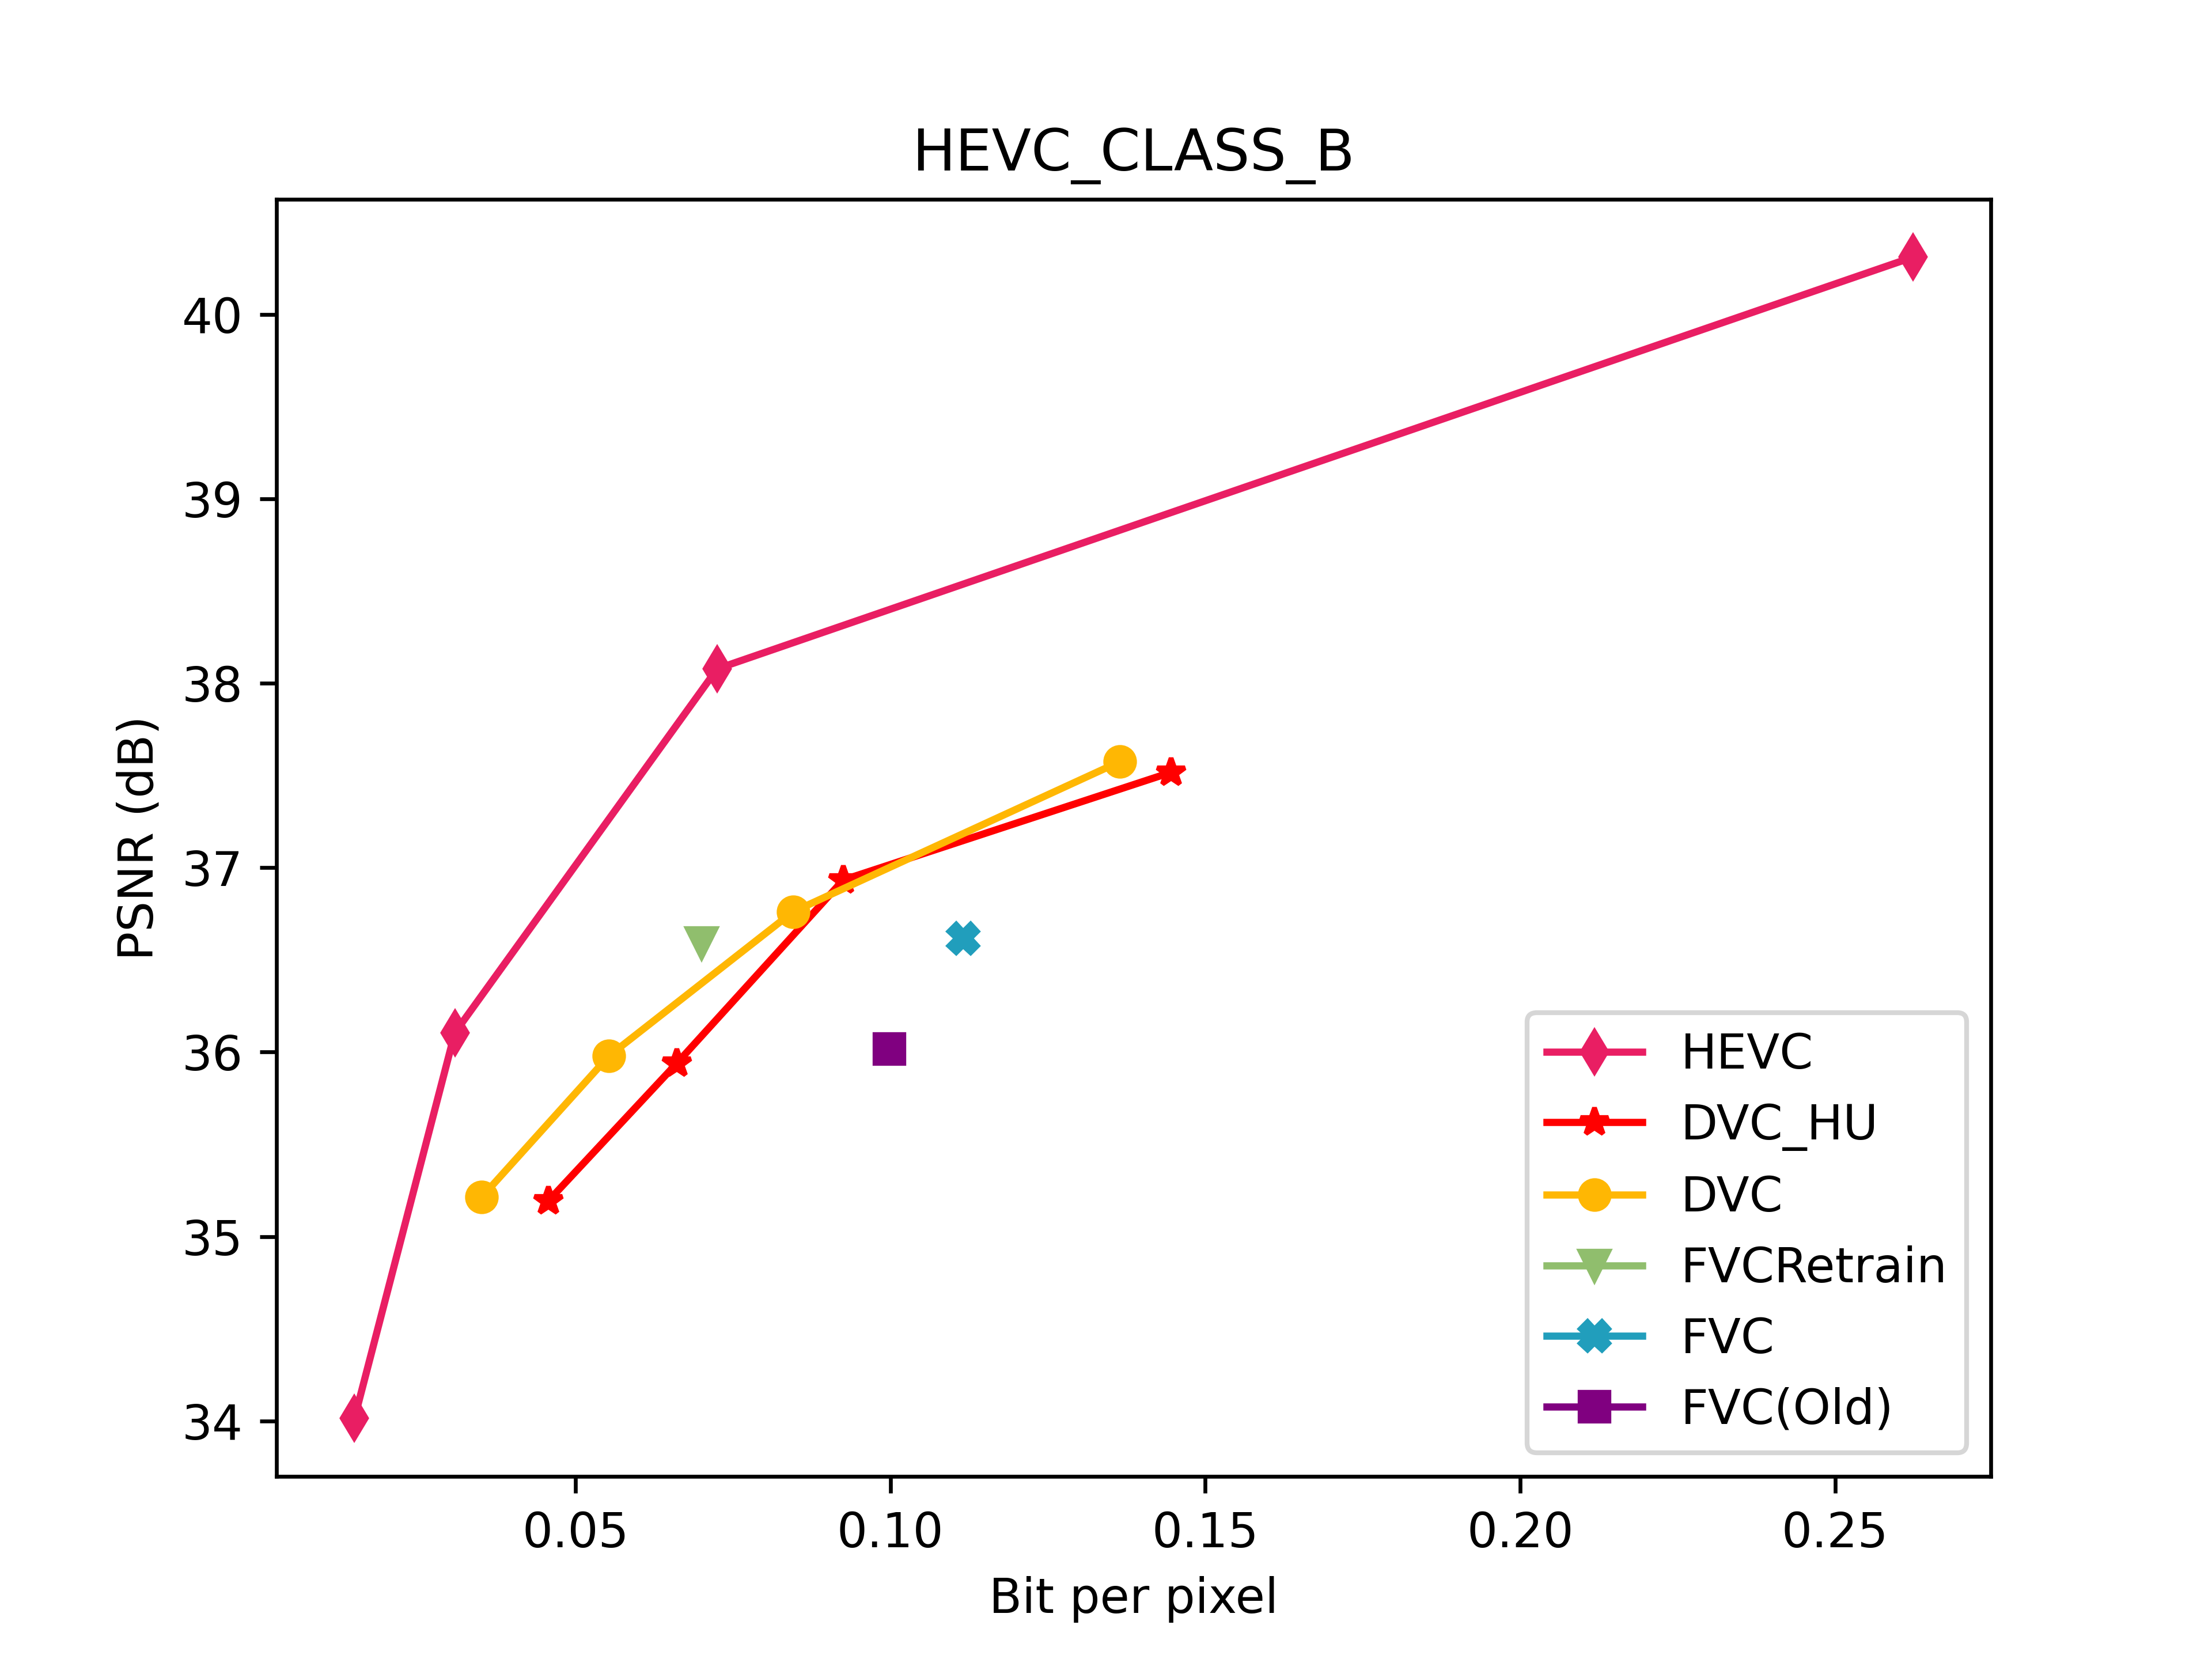 HEVC_CLASS_B
40
39
38
37
36
35
34
PSNR (dB)
0.05 0.10 0.15 0.20 0.25
Bit per pixel
HEVC
DVC_HU
DVC
FVCRetrain
FVC
FVC(Old)